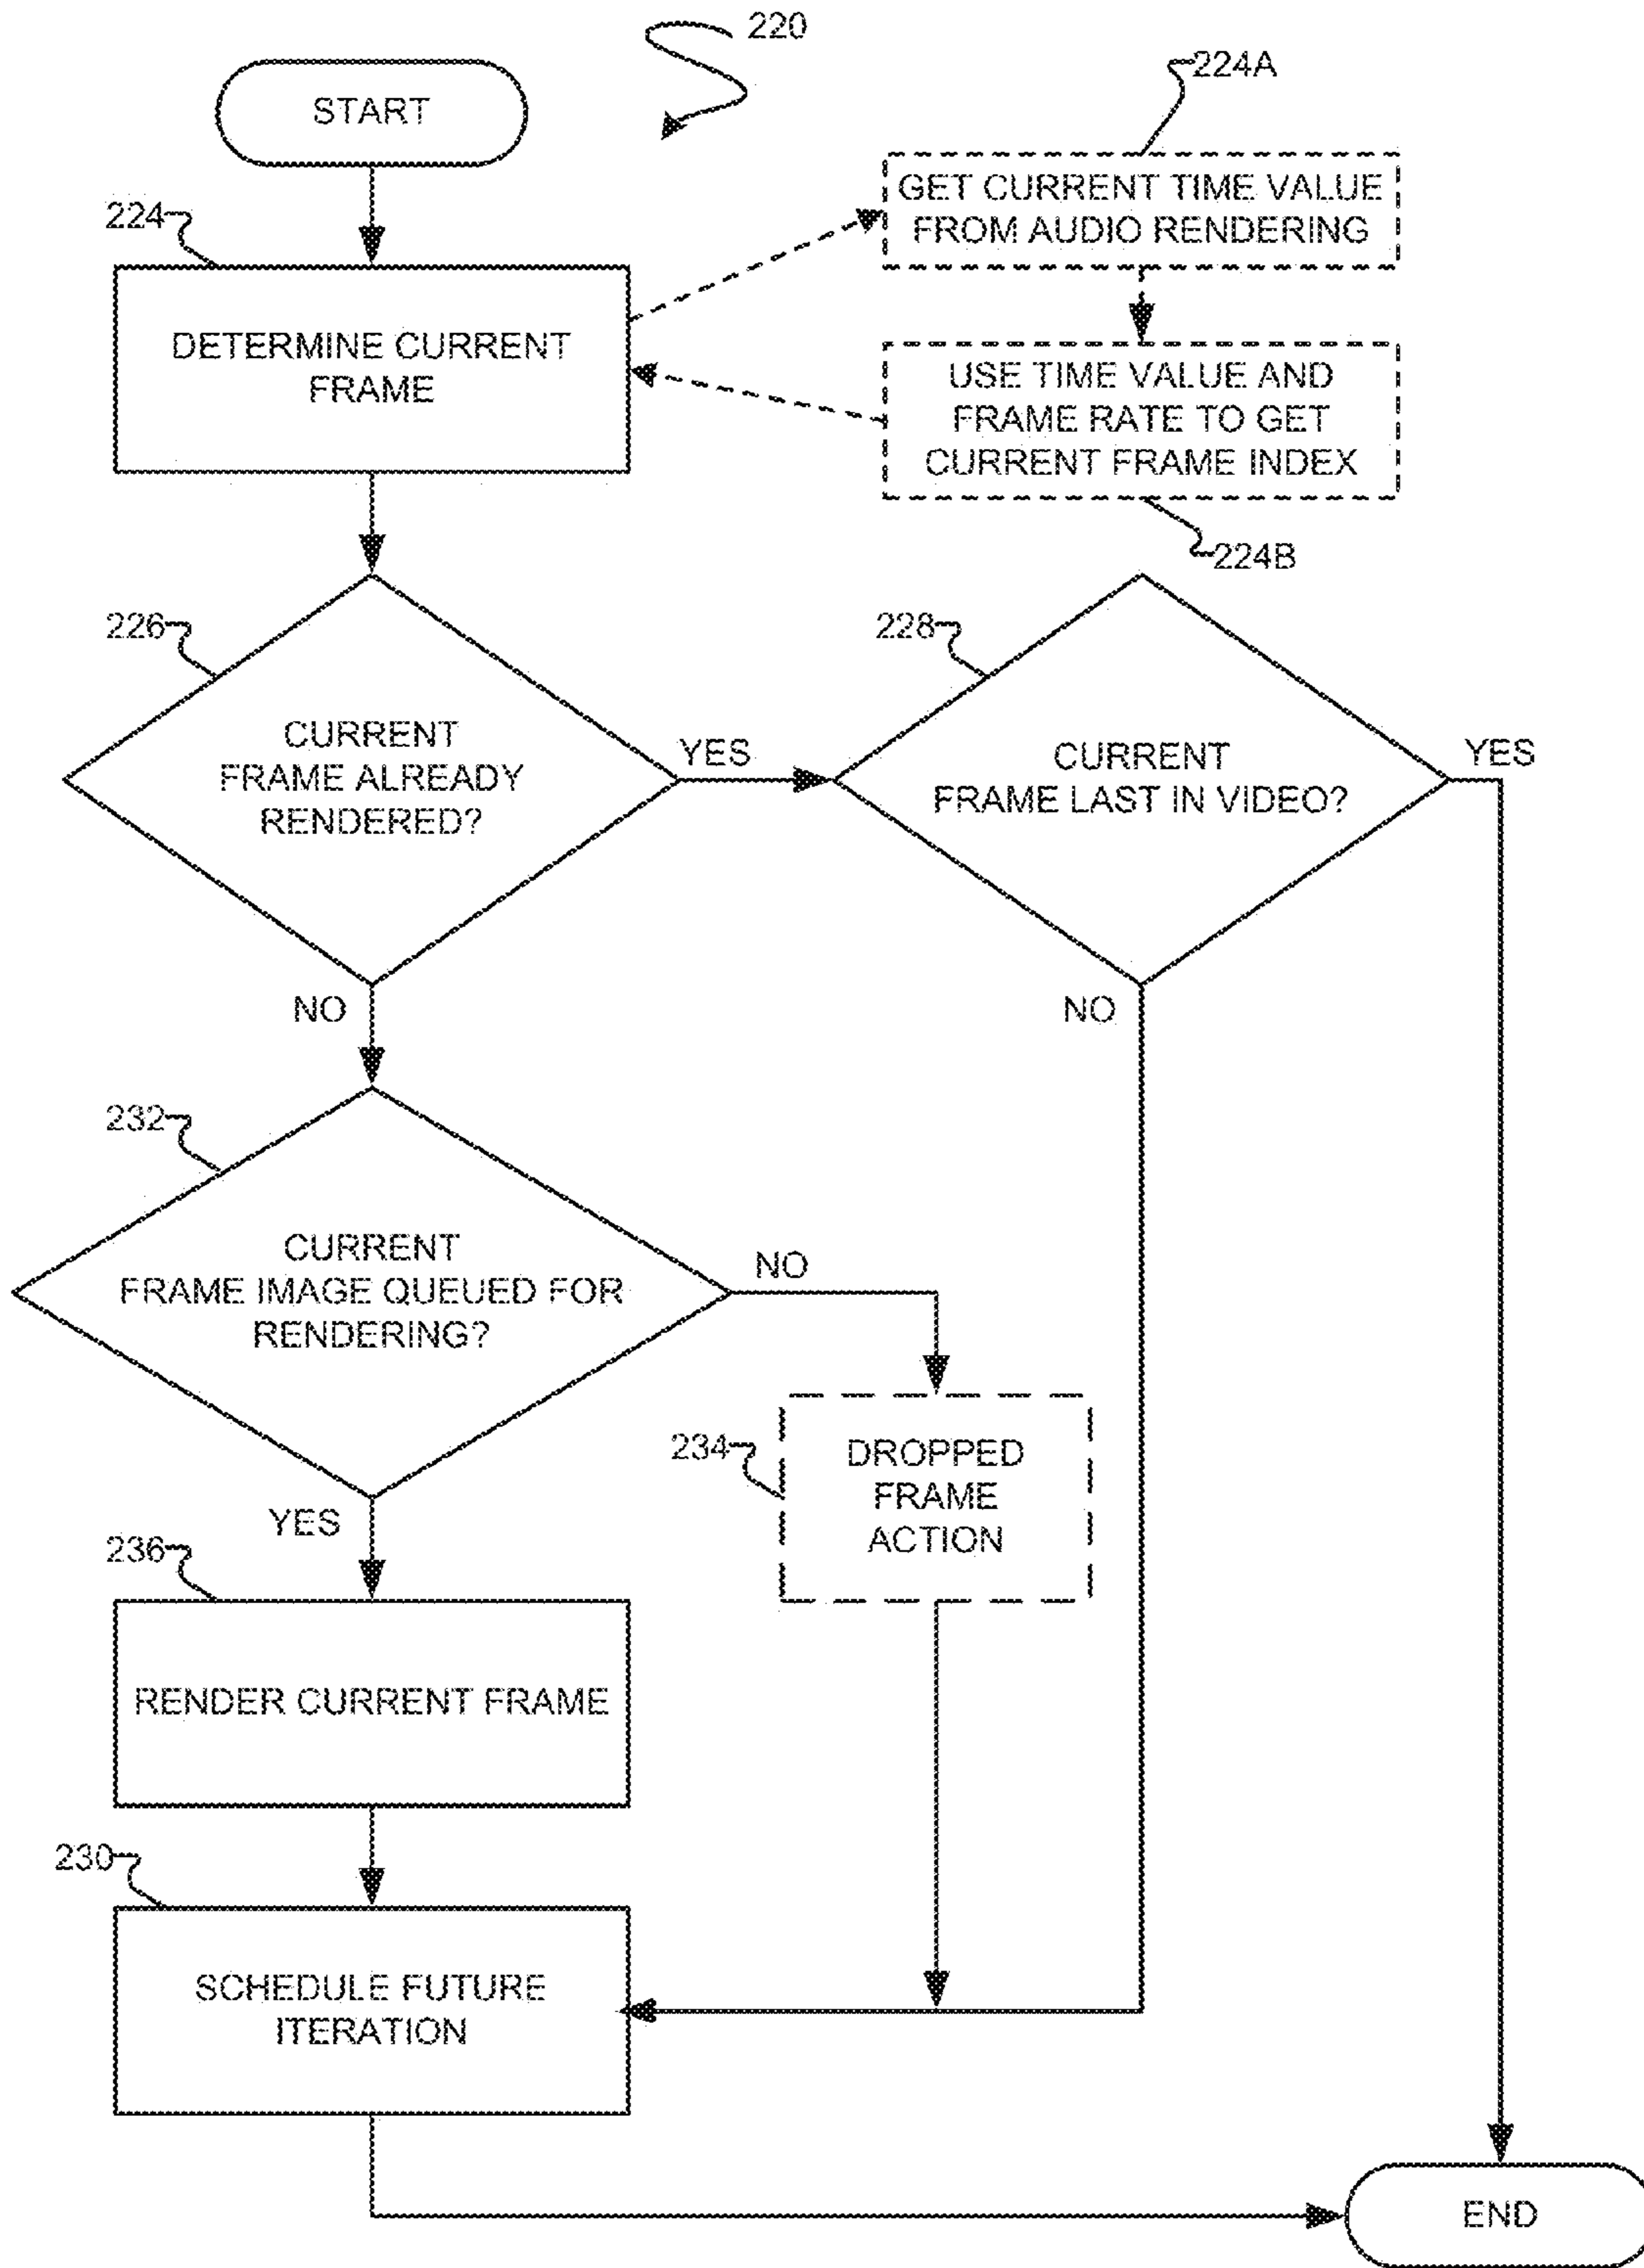 220
START
224A
GET CURRENT TIME VALUE
FROM AUDIO RENDERING
224
DETERMINE CURRENT
FRAME
USE TIME VALUE AND
FRAME RATE TO GET
CURRENT FRAME INDEX
224B
226
CURRENT
FRAME ALREADY
RENDERED?
YES
228
CURRENT
FRAME LAST IN VIDEO?
YES
NO
NO
232
CURRENT
FRAME IMAGE QUEUED FOR
RENDERING?
NO
234
DROPPED
FRAME
ACTION
YES
236
RENDER CURRENT FRAME
230
SCHEDULE FUTURE
ITERATION
END